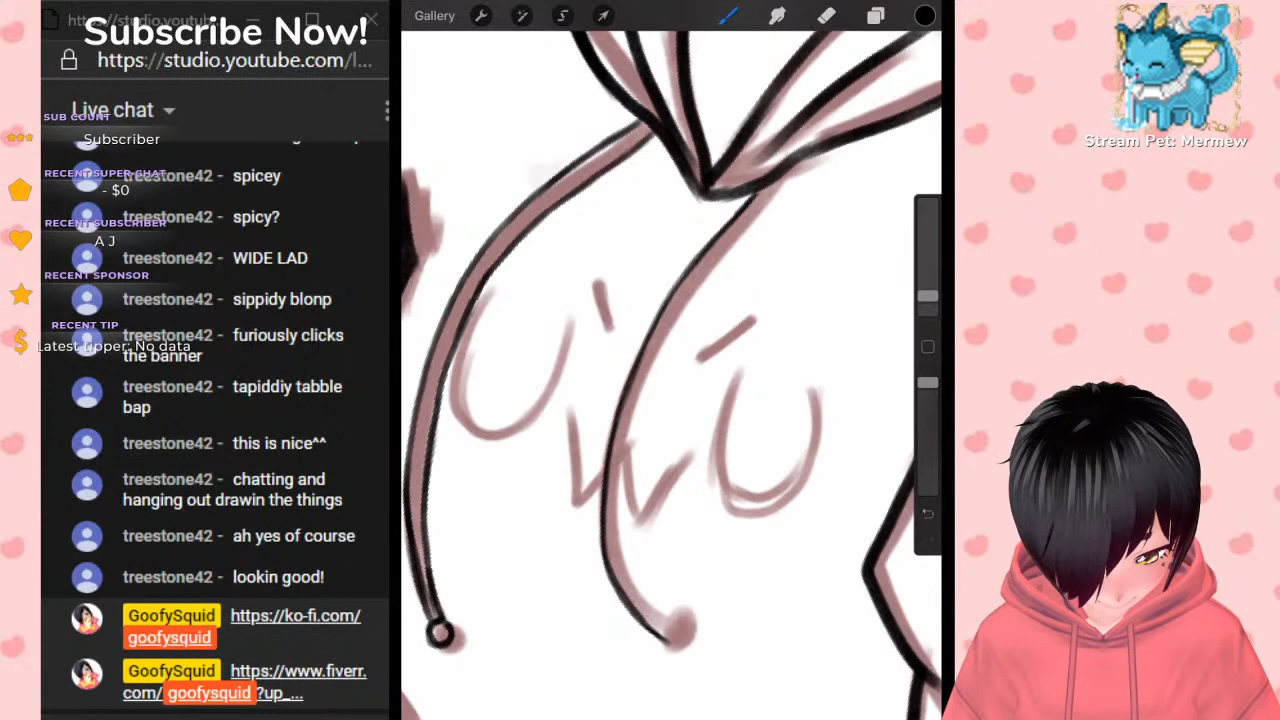 https://studio.youtub
Subscribe Now!
https://studio.youtube.com/l...
Live chat
SUB COUNT
Subscriber
RECENT SUPER CHAT
- $0
RECENT SUBSCRIBER
A J
RECENT SPONSOR
RECENT TIP
Latest tipper: No data
treestone42 - spicey
treestone42 - spicy?
treestone42 - WIDE LAD
treestone42 - sippidy blonp
treestone42 - furiously clicks
the banner
treestone42 - tapiddiy tabble
bap
treestone42 - this is nice^^
treestone42 - chatting and
hanging out drawin the things
treestone42 - ah yes of course
treestone42 - lookin good!
GoofySquid https://ko-fi.com/
goofysquid
GoofySquid https://www.fiverr.
com/goofysquid?up_...
Gallery
UwU
Stream Pet: Mermew